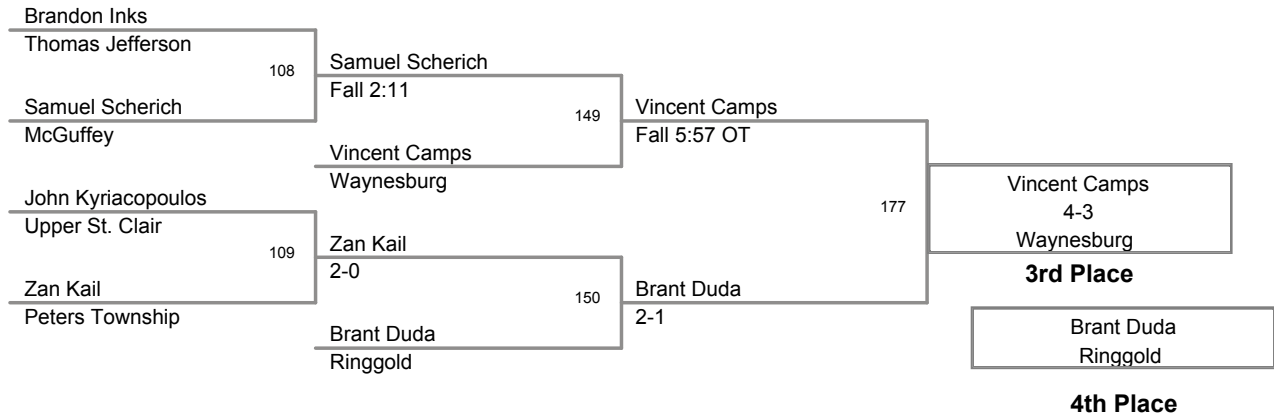 Brandon Inks
Thomas Jefferson
108
Samuel Scherich
Fall 2:11
Samuel Scherich
McGuffey
149
Vincent Camps
Fall 5:57 OT
Vincent Camps
Waynesburg
John Kyriacopoulos
Upper St. Clair
177
Vincent Camps
4-3
Waynesburg
3rd Place
109
Zan Kail
2-0
Zan Kail
Peters Township
150
Brant Duda
2-1
Brant Duda
Ringgold
Brant Duda
Ringgold
4th Place